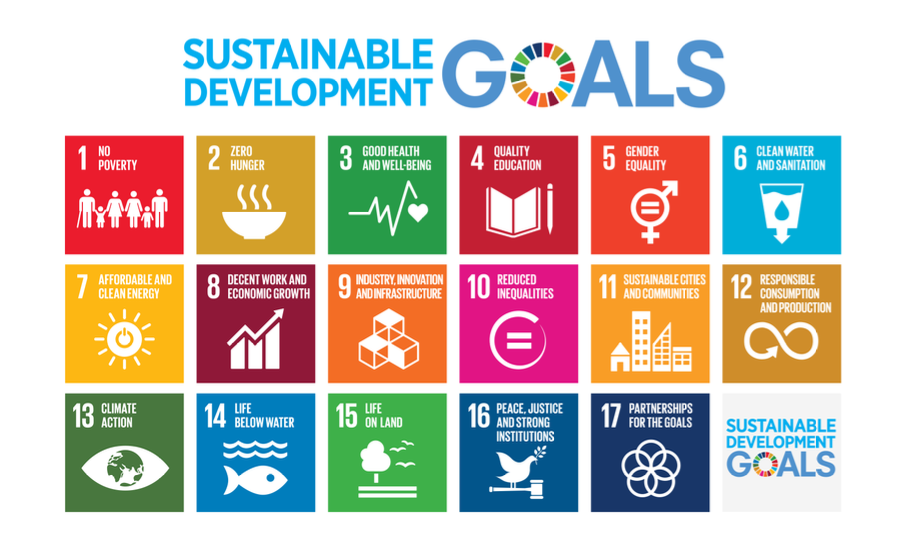 SUSTAINABLE
DEVELOPMENT
GOALS
1 NO
POVERTY
2 ZERO
HUNGER
3 GOOD HEALTH
AND WELL-BEING
4 QUALITY
EDUCATION
5 GENDER
EQUALITY
6 CLEAN WATER
AND SANITATION
7 AFFORDABLE AND
CLEAN ENERGY
8 DECENT WORK AND
ECONOMIC GROWTH
9 INDUSTRY, INNOVATION
AND INFRASTRUCTURE
10 REDUCED
INEQUALITIES
11 SUSTAINABLE CITIES
AND COMMUNITIES
12 RESPONSIBLE
CONSUMPTION
AND PRODUCTION
13 CLIMATE
ACTION
14 LIFE
BELOW WATER
15 LIFE
ON LAND
16 PEACE, JUSTICE
AND STRONG
INSTITUTIONS
17 PARTNERSHIPS
FOR THE GOALS
SUSTAINABLE
DEVELOPMENT
GOALS